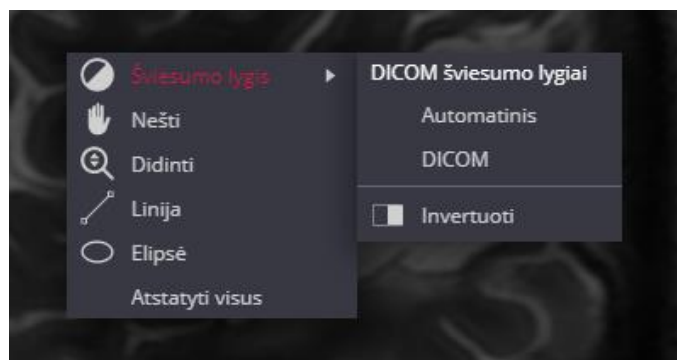 Šviesumo lygis
Nešti
Didinti
Linija
Elipsė
Atstatyti visus
DICOM šviesumo lygiai
Automatinis
DICOM
Invertuoti